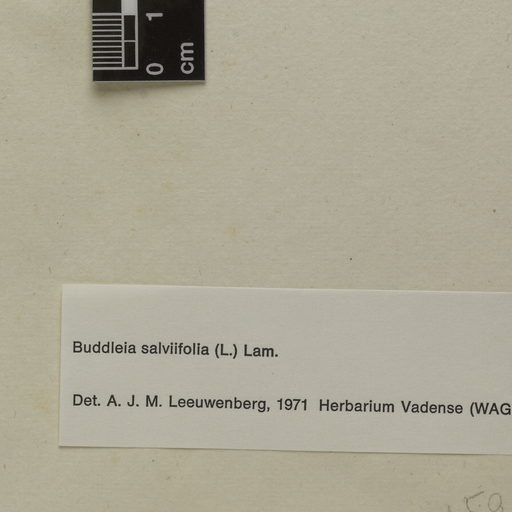 0 1
cm
Buddleia salviifolia (L.) Lam.
Det. A. J. M. Leeuwenberg, 1971 Herbarium Vadense (WAG